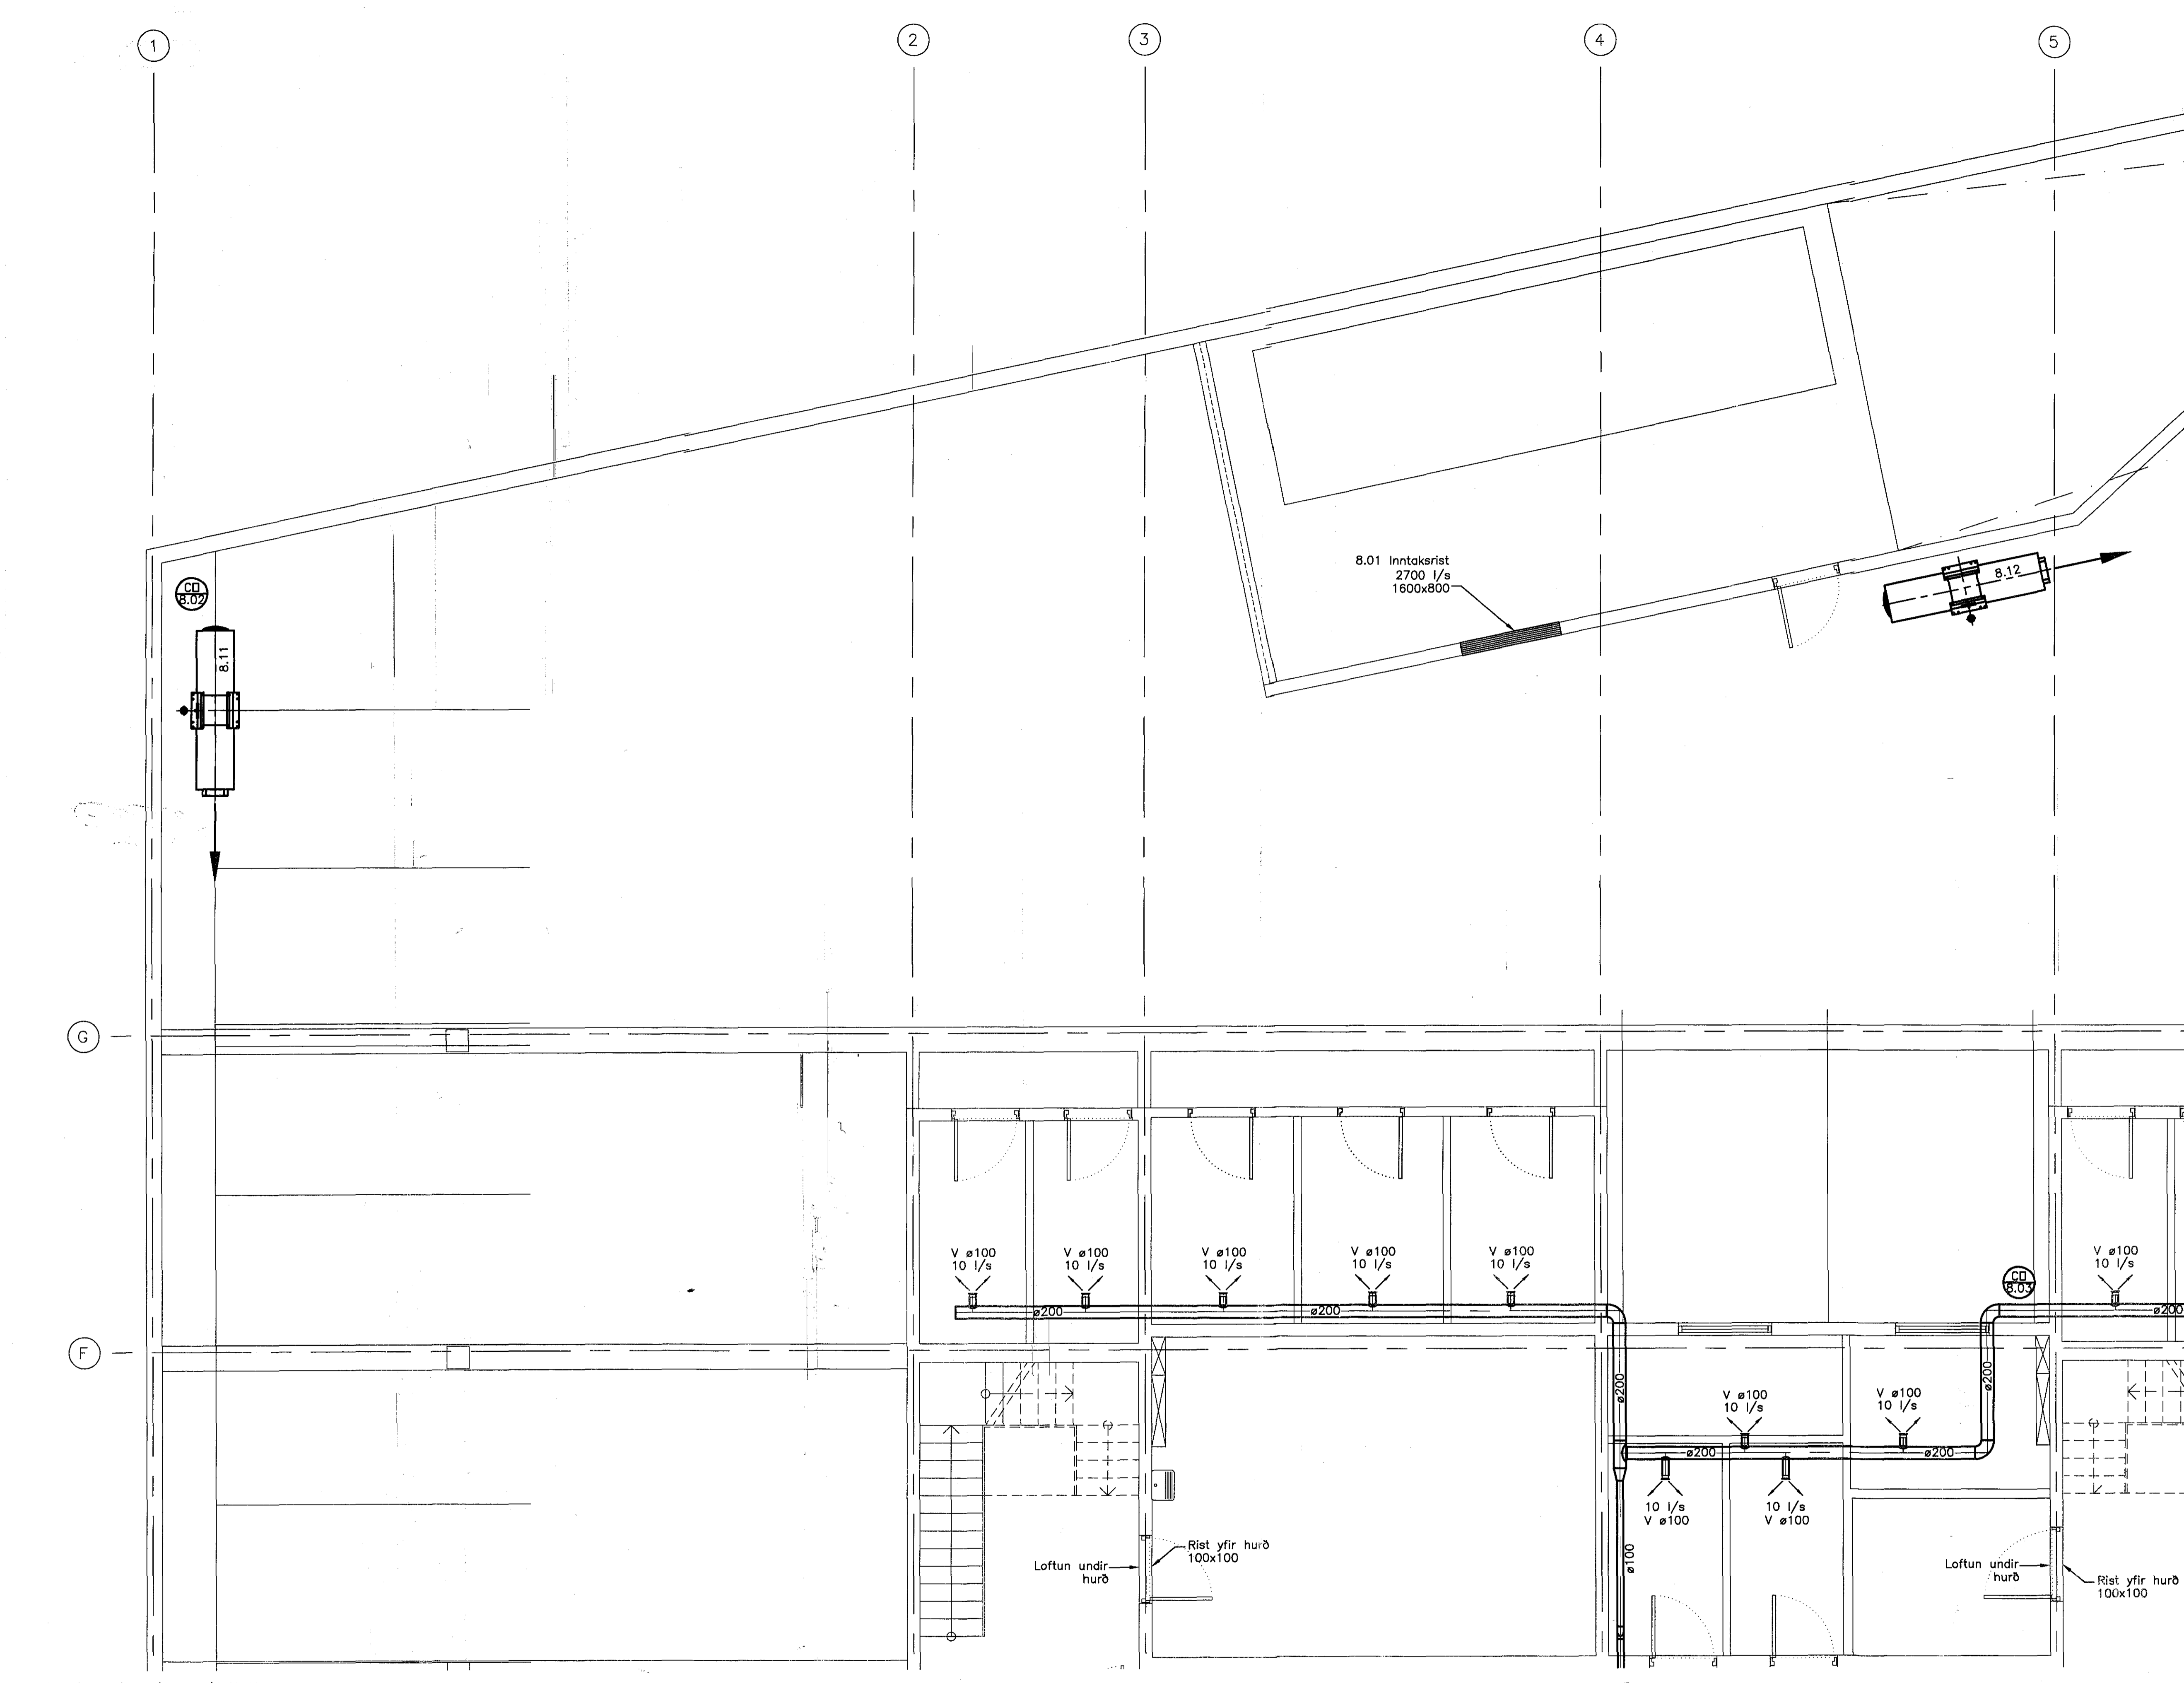 1
2
3
4
5
8.01 Inntaksrist
2700 l/s
1600x800
8.12
CO
8.02
8.11
G
V ø100
10 l/s
V ø100
10 l/s
V ø100
10 l/s
V ø100
10 l/s
V ø100
10 l/s
V ø100
10 l/s
CO
8.03
ø200
ø200
ø200
F
ø200
ø200
V ø100
10 l/s
V ø100
10 l/s
ø200
ø200
10 l/s
V ø100
10 l/s
V ø100
ø100
Rist yfir hurð
100x100
Loftun undir
hurð
Loftun undir
hurð
Rist yfir hurð
100x100